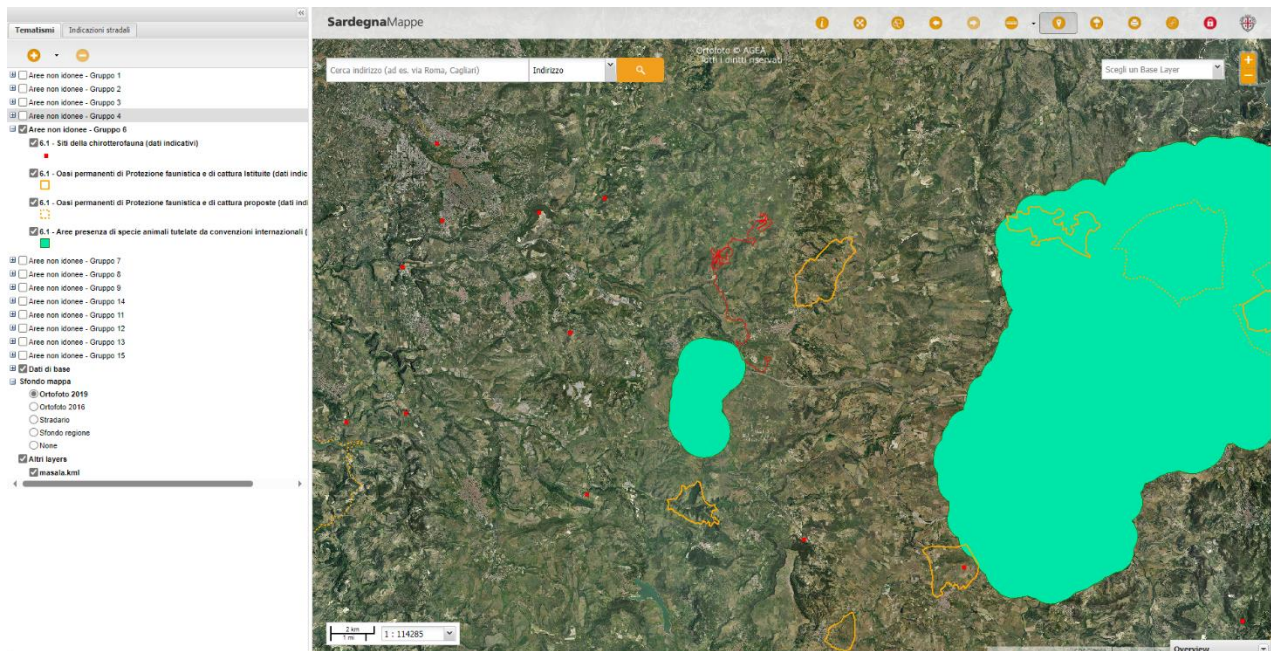 Tematismi
Indicazioni stradali
Aree non idonee - Gruppo 1
Aree non idonee - Gruppo 2
Aree non idonee - Gruppo 3
Aree non idonee - Gruppo 4
Aree non idonee - Gruppo 6
6.1 - Siti della chirotterofauna (dati indicativi)
6.1 - Oasi permanenti di Protezione faunistica e di cattura Istituite (dati indic
6.1 - Oasi permanenti di Protezione faunistica e di cattura proposte (dati indi
6.1 - Aree presenza di specie animali tutelate da convenzioni internazionali (
Aree non idonee - Gruppo 7
Aree non idonee - Gruppo 8
Aree non idonee - Gruppo 9
Aree non idonee - Gruppo 14
Aree non idonee - Gruppo 11
Aree non idonee - Gruppo 12
Aree non idonee - Gruppo 13
Aree non idonee - Gruppo 15
Dati di base
Sfondo mappa
Ortofoto 2019
Ortofoto 2016
Stradario
Sfondo regione
None
Altri layers
masala.kml
SardegnaMappe
Ortofoto © AGEA
Tutti i diritti riservati
Cerca indirizzo (ad es. via Roma, Cagliari)
Indirizzo
Scegli un Base Layer
2 km
1 mi
1 : 114285
Overview